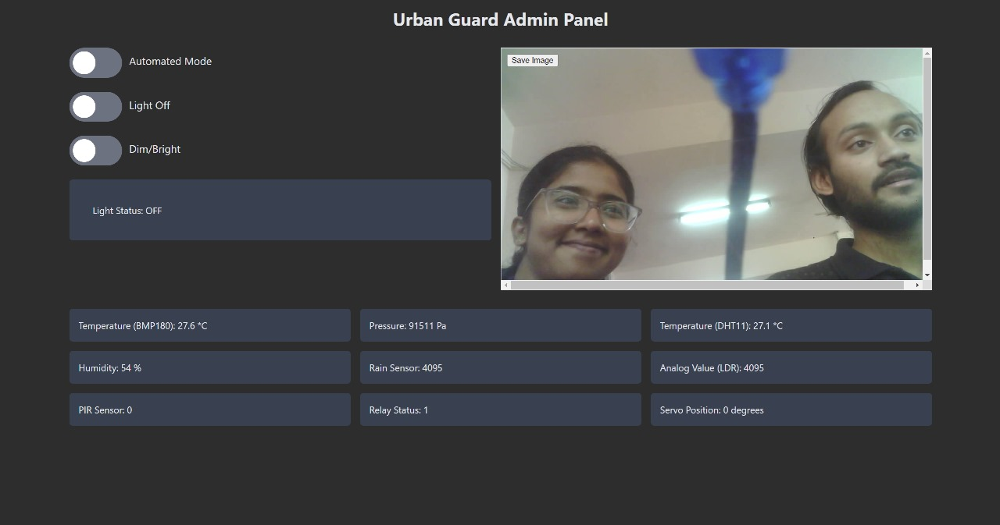 Urban Guard Admin Panel
Automated Mode
Light Off
Dim/Bright
Light Status: OFF
Save Image
Temperature (BMP180): 27.6 °C
Pressure: 91511 Pa
Temperature (DHT11): 27.1 °C
Humidity: 54 %
Rain Sensor: 4095
Analog Value (LDR): 4095
PIR Sensor: 0
Relay Status: 1
Servo Position: 0 degrees